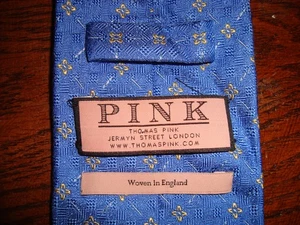 PINK
THOMAS PINK
JERMYN STREET LONDON
WWW.THOMASPINK.COM
Woven In England